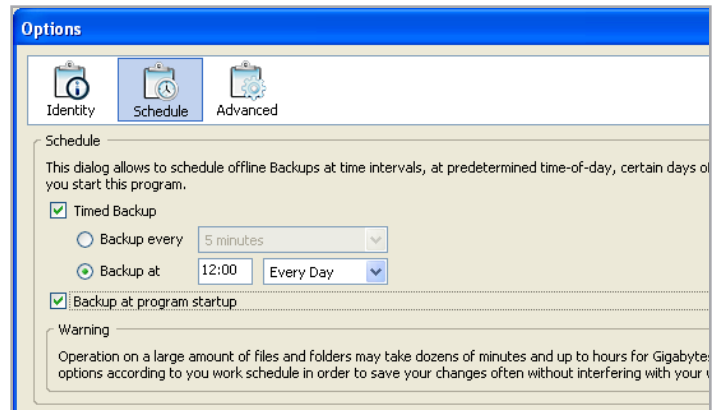 Options
Identity Schedule Advanced
Schedule
This dialog allows to schedule offline Backups at time intervals, at predetermined time-of-day, certain days of
you start this program.
Timed Backup
Backup every 5 minutes
Backup at 12:00 Every Day
Backup at program startup
Warning
Operation on a large amount of files and folders may take dozens of minutes and up to hours for Gigabytes
options according to you work schedule in order to save your changes often without interfering with your